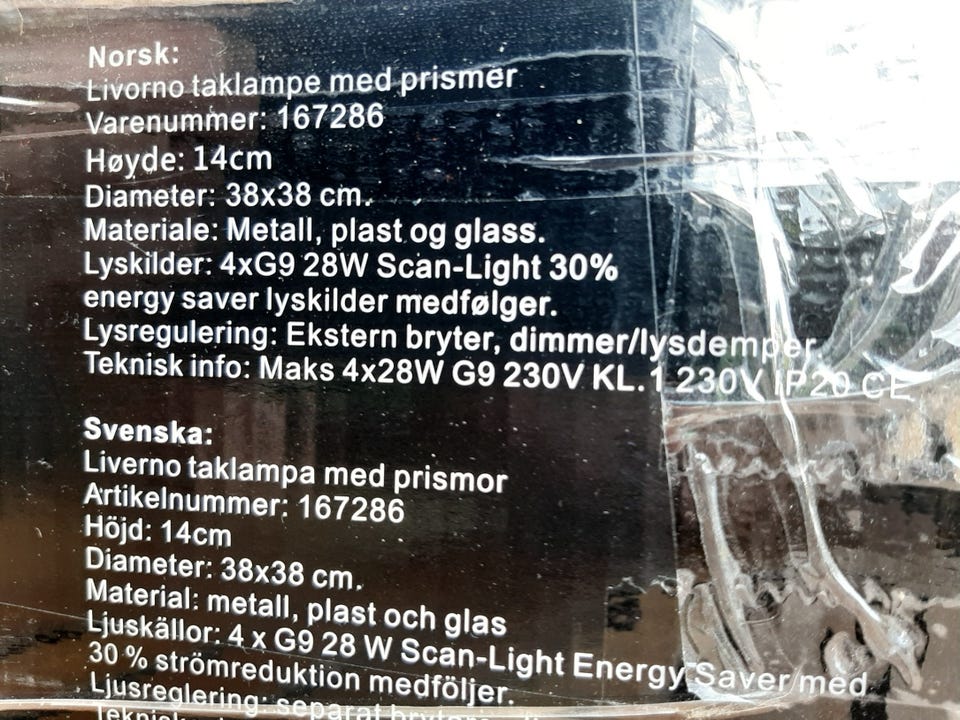 Norsk:
Livorno taklampe med prismer
Varenummer: 167286
Høyde: 14cm
Diameter: 38x38 cm.
Materiale: Metall, plast og glass.
Lyskilder: 4xG9 28W Scan-Light 30%
energy saver lyskilder medfølger.
Lysregulering: Ekstern bryter, dimmer/lysdemper.
Teknisk info: Maks 4x28W G9 230V KL.1 230V IP20 CE
Svenska:
Liverno taklampa med prismor
Artikelnummer: 167286
Höjd: 14cm
Diameter: 38x38 cm.
Material: metall, plast och glas
Ljuskällor: 4 x G9 28 W Scan-Light Energy Saver med
30 % strömreduktion medföljer.
Ljusreglering: separat